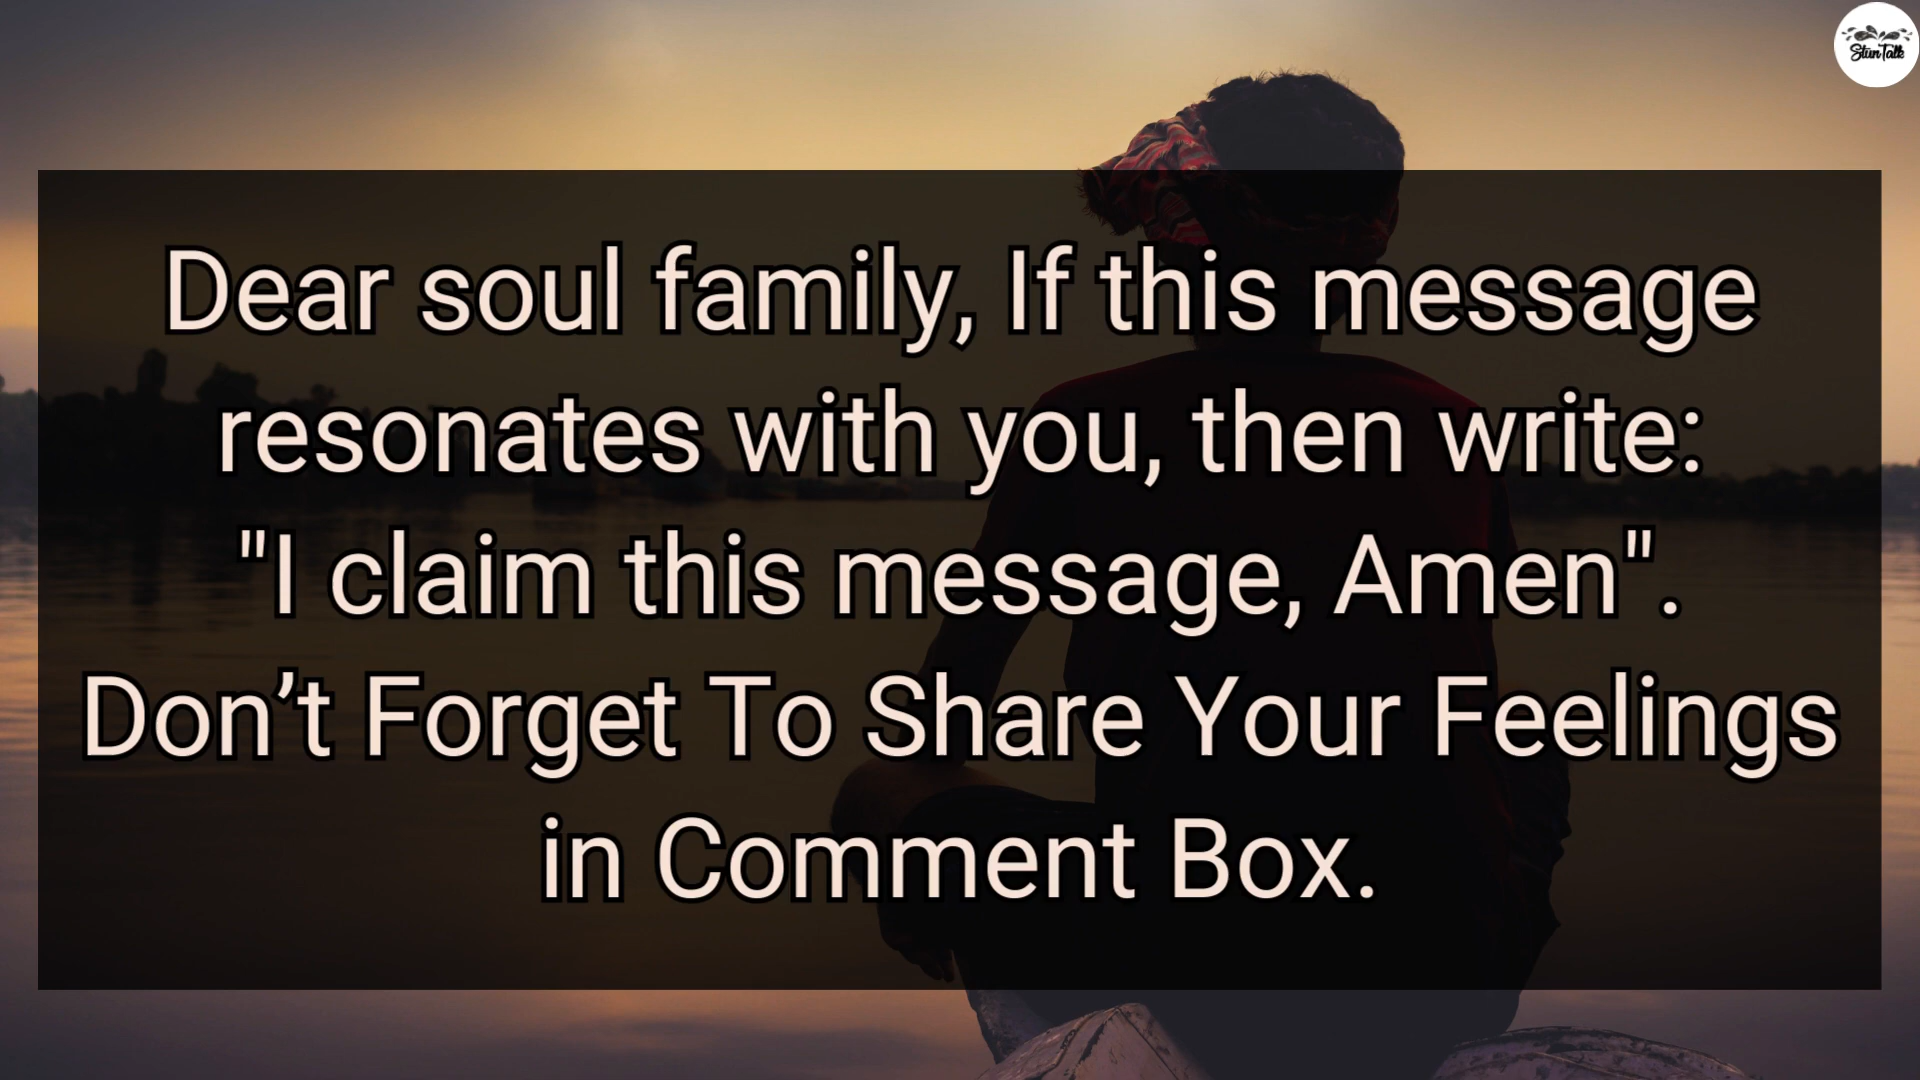 StunTalk
Dear soul family, If this message
resonates with you, then write:
"I claim this message, Amen".
Don’t Forget To Share Your Feelings
in Comment Box.